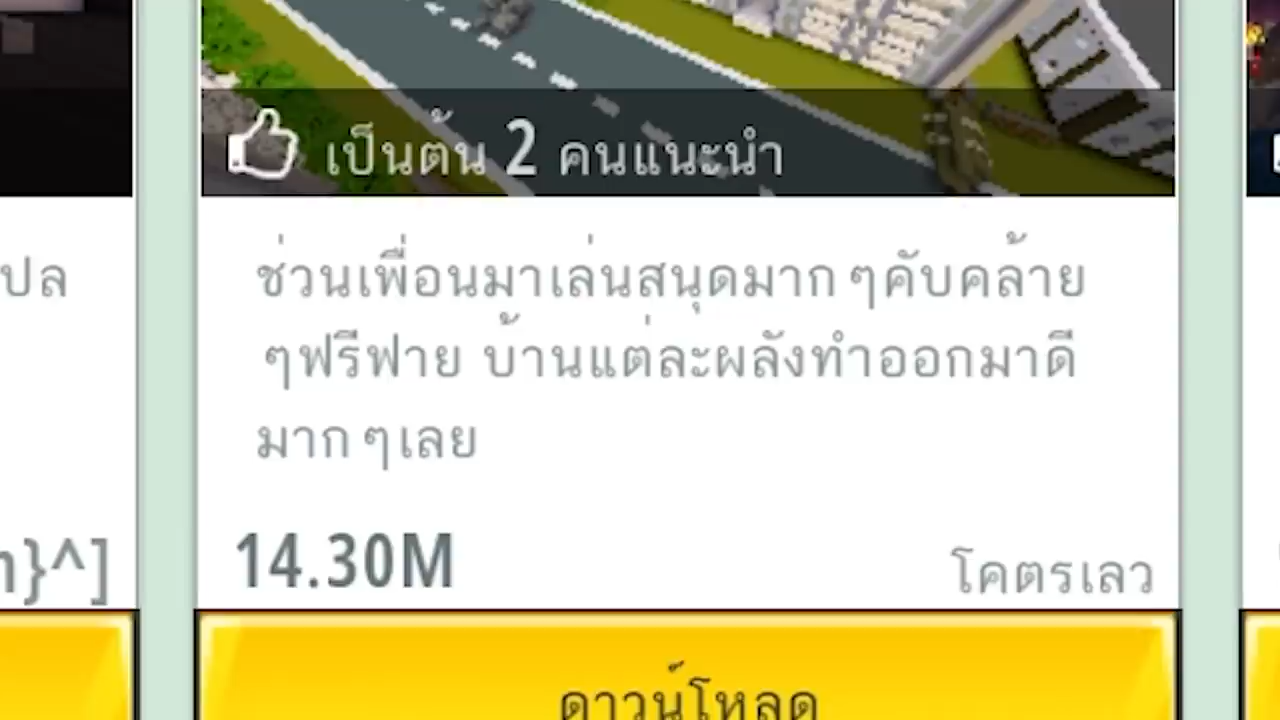 เป็นต้น 2 คนแนะนำ
ช่วนเพื่อนมาเล่นสนุดมาก ๆคับคล้าย
ปล
ๆฟรีฟาย บ้านแต่ละผลังทำออกมาดี
มาก ๆเลย
}^]
14.30M
โคตรเลว
ดาวน์โหลด